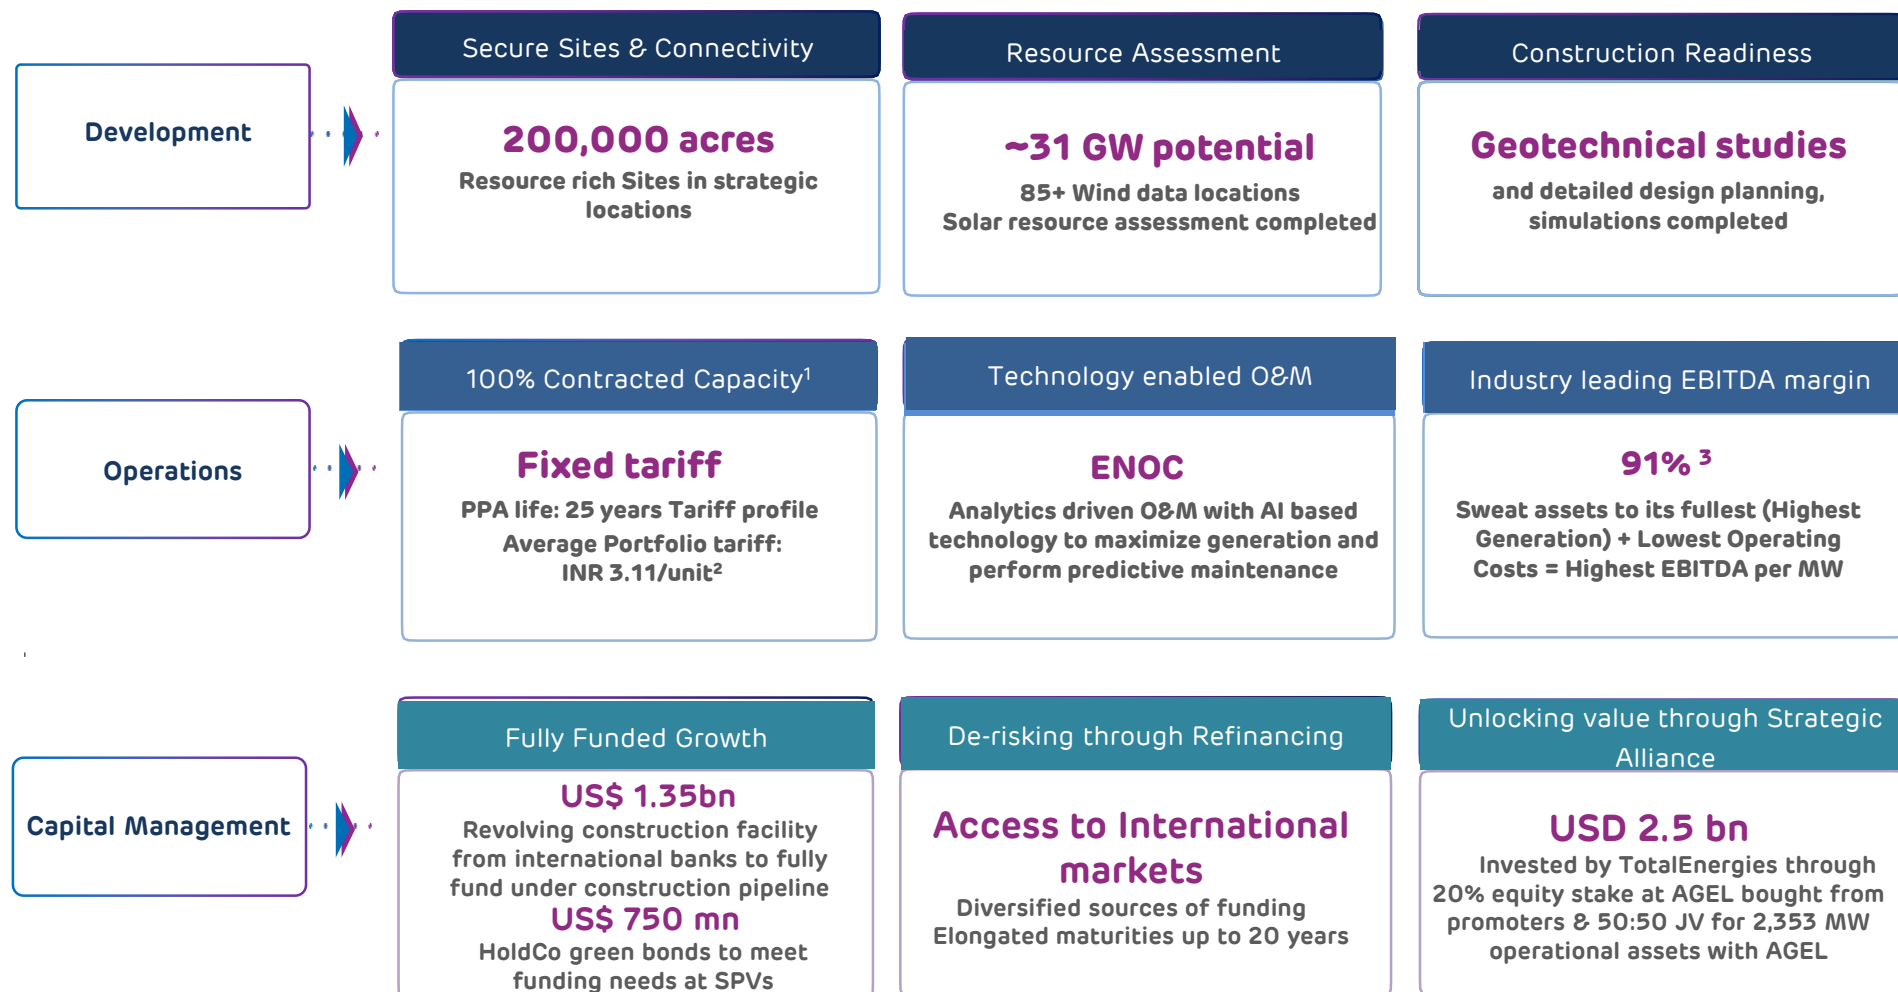 Development
Secure Sites & Connectivity
200,000 acres
Resource rich Sites in strategic
locations
Resource Assessment
~31 GW potential
85+ Wind data locations
Solar resource assessment completed
Construction Readiness
Geotechnical studies
and detailed design planning,
simulations completed
Operations
100% Contracted Capacity¹
Fixed tariff
PPA life: 25 years Tariff profile
Average Portfolio tariff:
INR 3.11/unit²
Technology enabled O&M
ENOC
Analytics driven O&M with AI based
technology to maximize generation and
perform predictive maintenance
Industry leading EBITDA margin
91% ³
Sweat assets to its fullest (Highest
Generation) + Lowest Operating
Costs = Highest EBITDA per MW
Capital Management
Fully Funded Growth
US$ 1.35bn
Revolving construction facility
from international banks to fully
fund under construction pipeline
US$ 750 mn
HoldCo green bonds to meet
funding needs at SPVs
De-risking through Refinancing
Access to International
markets
Diversified sources of funding
Elongated maturities up to 20 years
Unlocking value through Strategic
Alliance
USD 2.5 bn
Invested by TotalEnergies through
20% equity stake at AGEL bought from
promoters & 50:50 JV for 2,353 MW
operational assets with AGEL